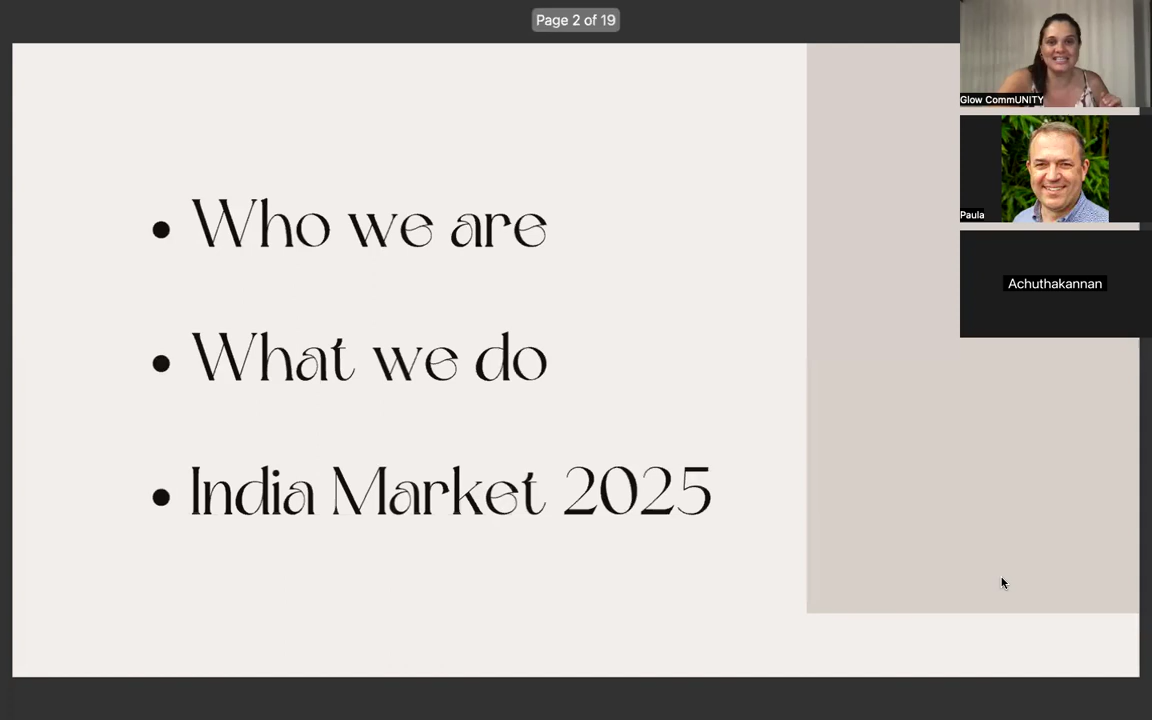 Page 2 of 19
Glow CommUNITY
Paula
Achuthakannan
• Who we are
• What we do
• India Market 2025